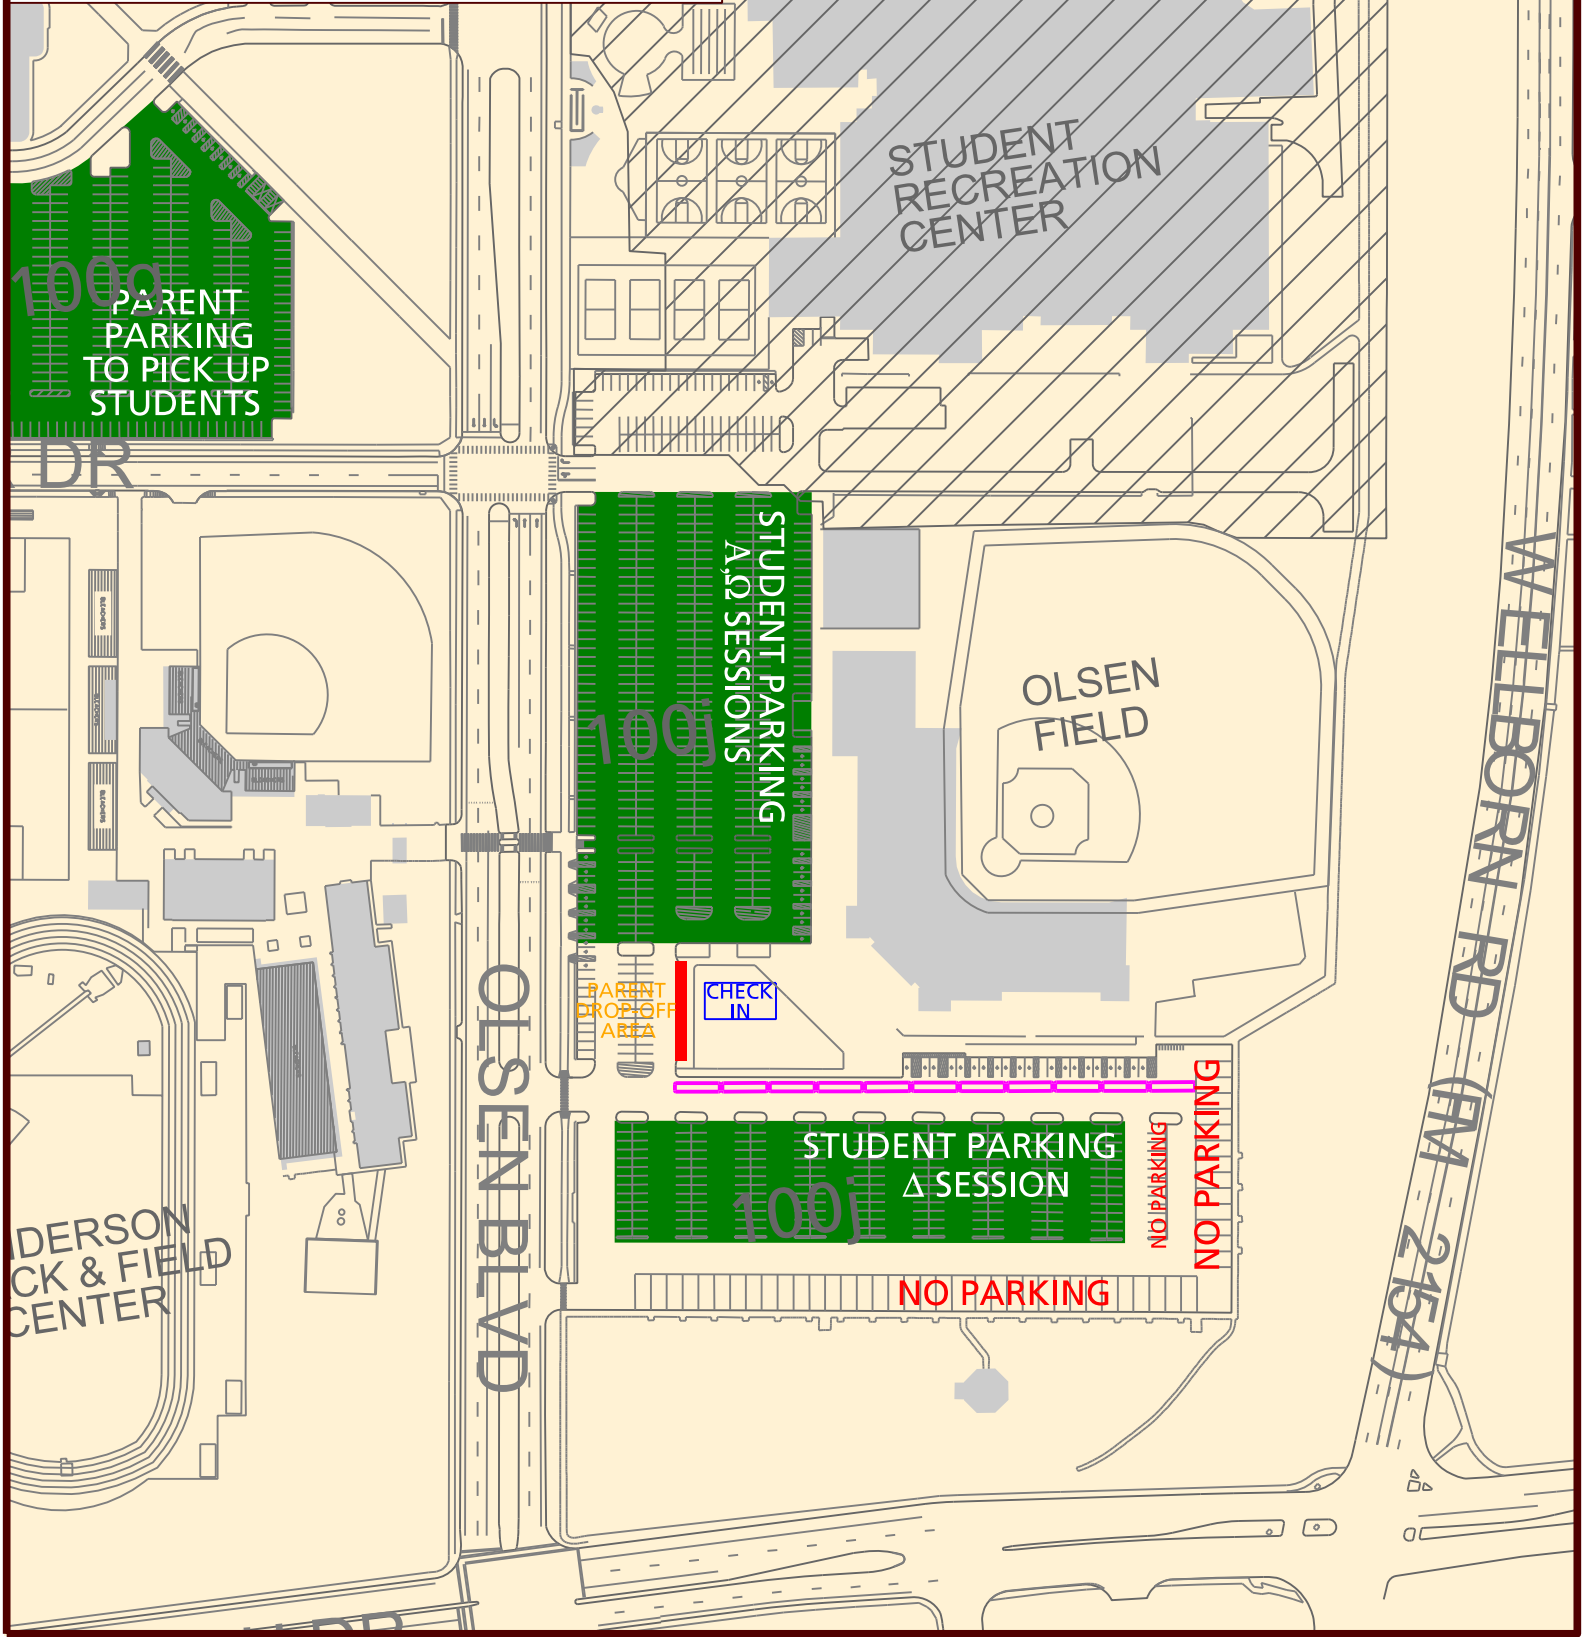 STUDENT
RECREATION
CENTER
100g
PARENT
PARKING
TO PICK UP
STUDENTS
DR
STUDENT PARKING
A,Ω SESSIONS
100j
OLSEN
FIELD
WELLBORN RD (FM 2154)
PARENT
DROP-OFF
AREA
CHECK
IN
OLSEN BLVD
STUDENT PARKING
Δ SESSION
100j
NO PARKING
NO PARKING
NO PARKING
DERSON
CK & FIELD
CENTER
DR